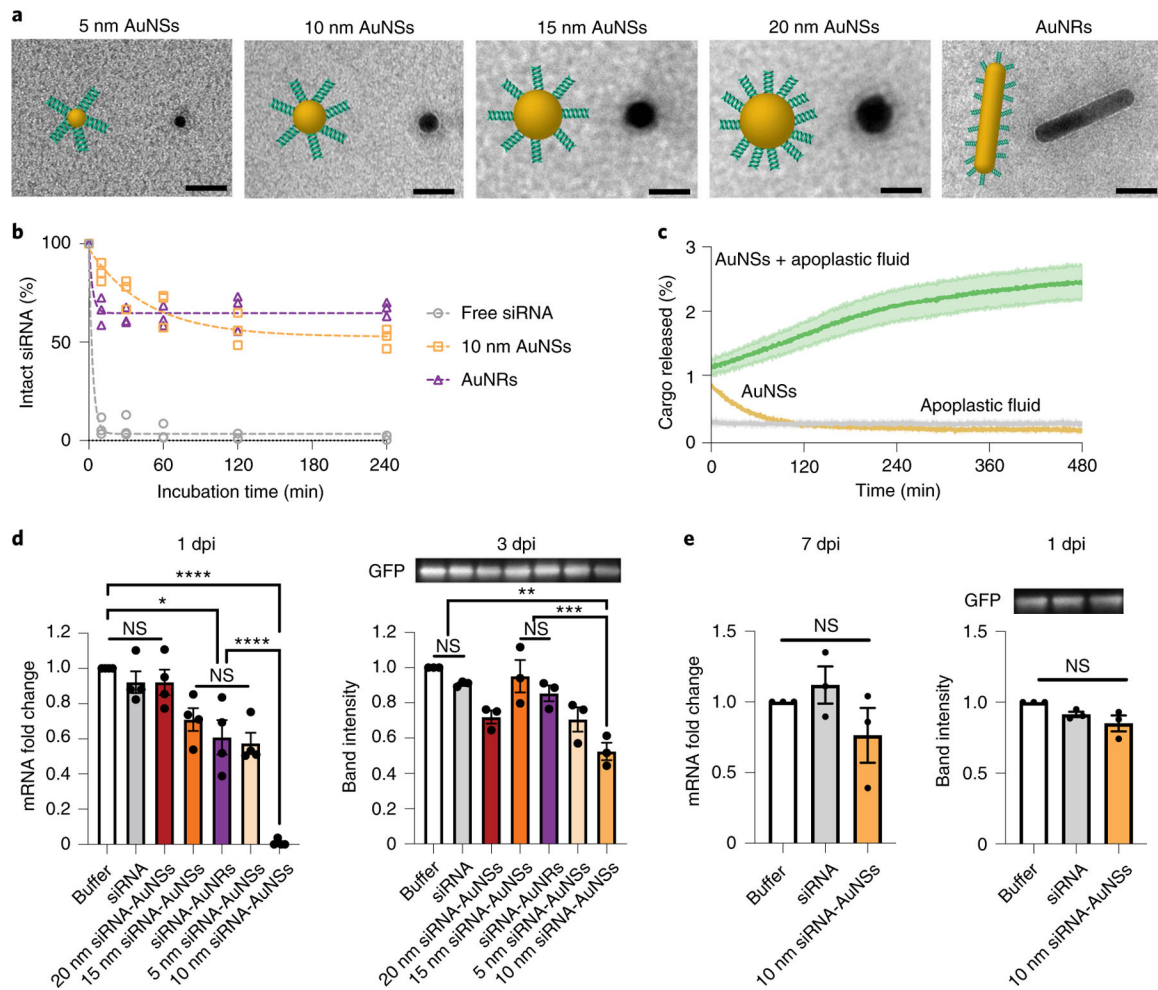 a
5 nm AuNSs
10 nm AuNSs
15 nm AuNSs
20 nm AuNSs
AuNRs
b
100
50
0
Intact siRNA (%)
0
60
120
180
240
Incubation time (min)
Free siRNA
10 nm AuNSs
AuNRs
c
3
2
1
0
Cargo released (%)
AuNSs + apoplastic fluid
AuNSs
Apoplastic fluid
0
120
240
360
480
Time (min)
d
1 dpi
****
*
NS
****
NS
1.2
1.0
0.8
0.6
0.4
0.2
0
mRNA fold change
Buffer
siRNA
20 nm siRNA-AuNSs
15 nm siRNA-AuNSs
siRNA-AuNRs
5 nm siRNA-AuNSs
10 nm siRNA-AuNSs
3 dpi
GFP
**
***
NS
NS
1.2
1.0
0.8
0.6
0.4
0.2
0
Band intensity
Buffer
siRNA
20 nm siRNA-AuNSs
15 nm siRNA-AuNSs
siRNA-AuNRs
5 nm siRNA-AuNSs
10 nm siRNA-AuNSs
e
7 dpi
NS
1.5
1.0
0.5
0
mRNA fold change
Buffer
siRNA
10 nm siRNA-AuNSs
1 dpi
GFP
NS
1.5
1.0
0.5
0
Band intensity
Buffer
siRNA
10 nm siRNA-AuNSs